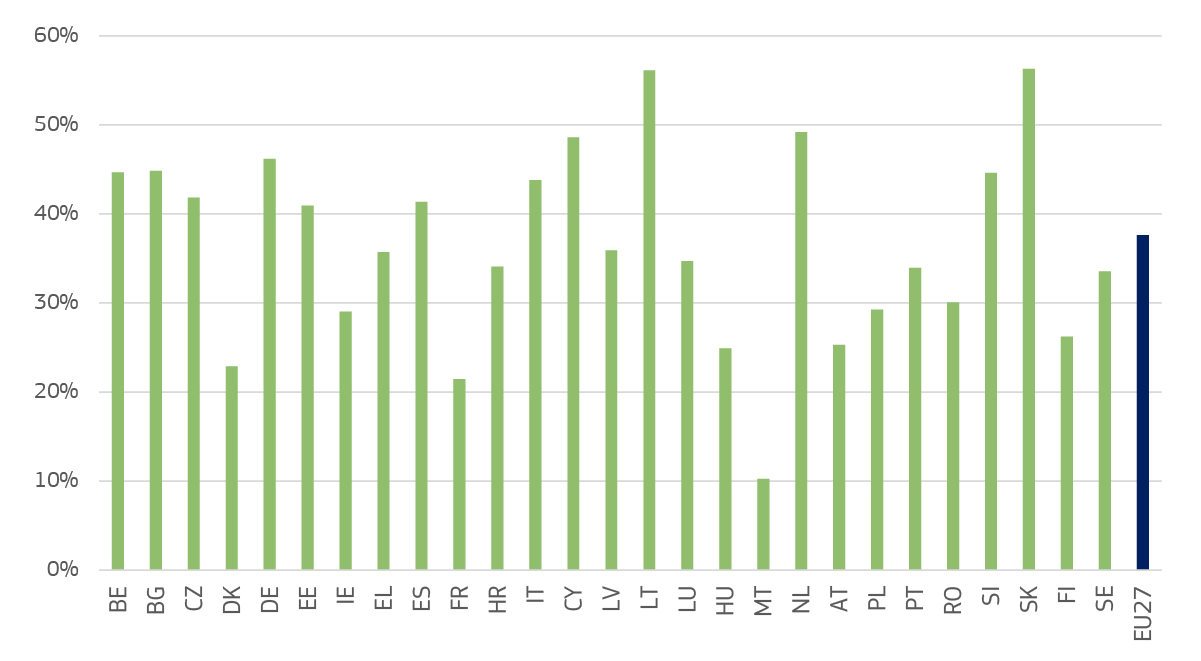 60%
50%
40%
30%
20%
10%
0%
BE
BG
CZ
DK
DE
EE
IE
EL
ES
FR
HR
IT
CY
LV
LT
LU
HU
MT
NL
AT
PL
PT
RO
SI
SK
FI
SE
EU27